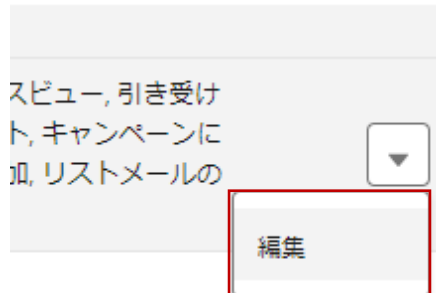 スビュー, 引き受け
ト, キャンペーンに
加, リストメールの
編集